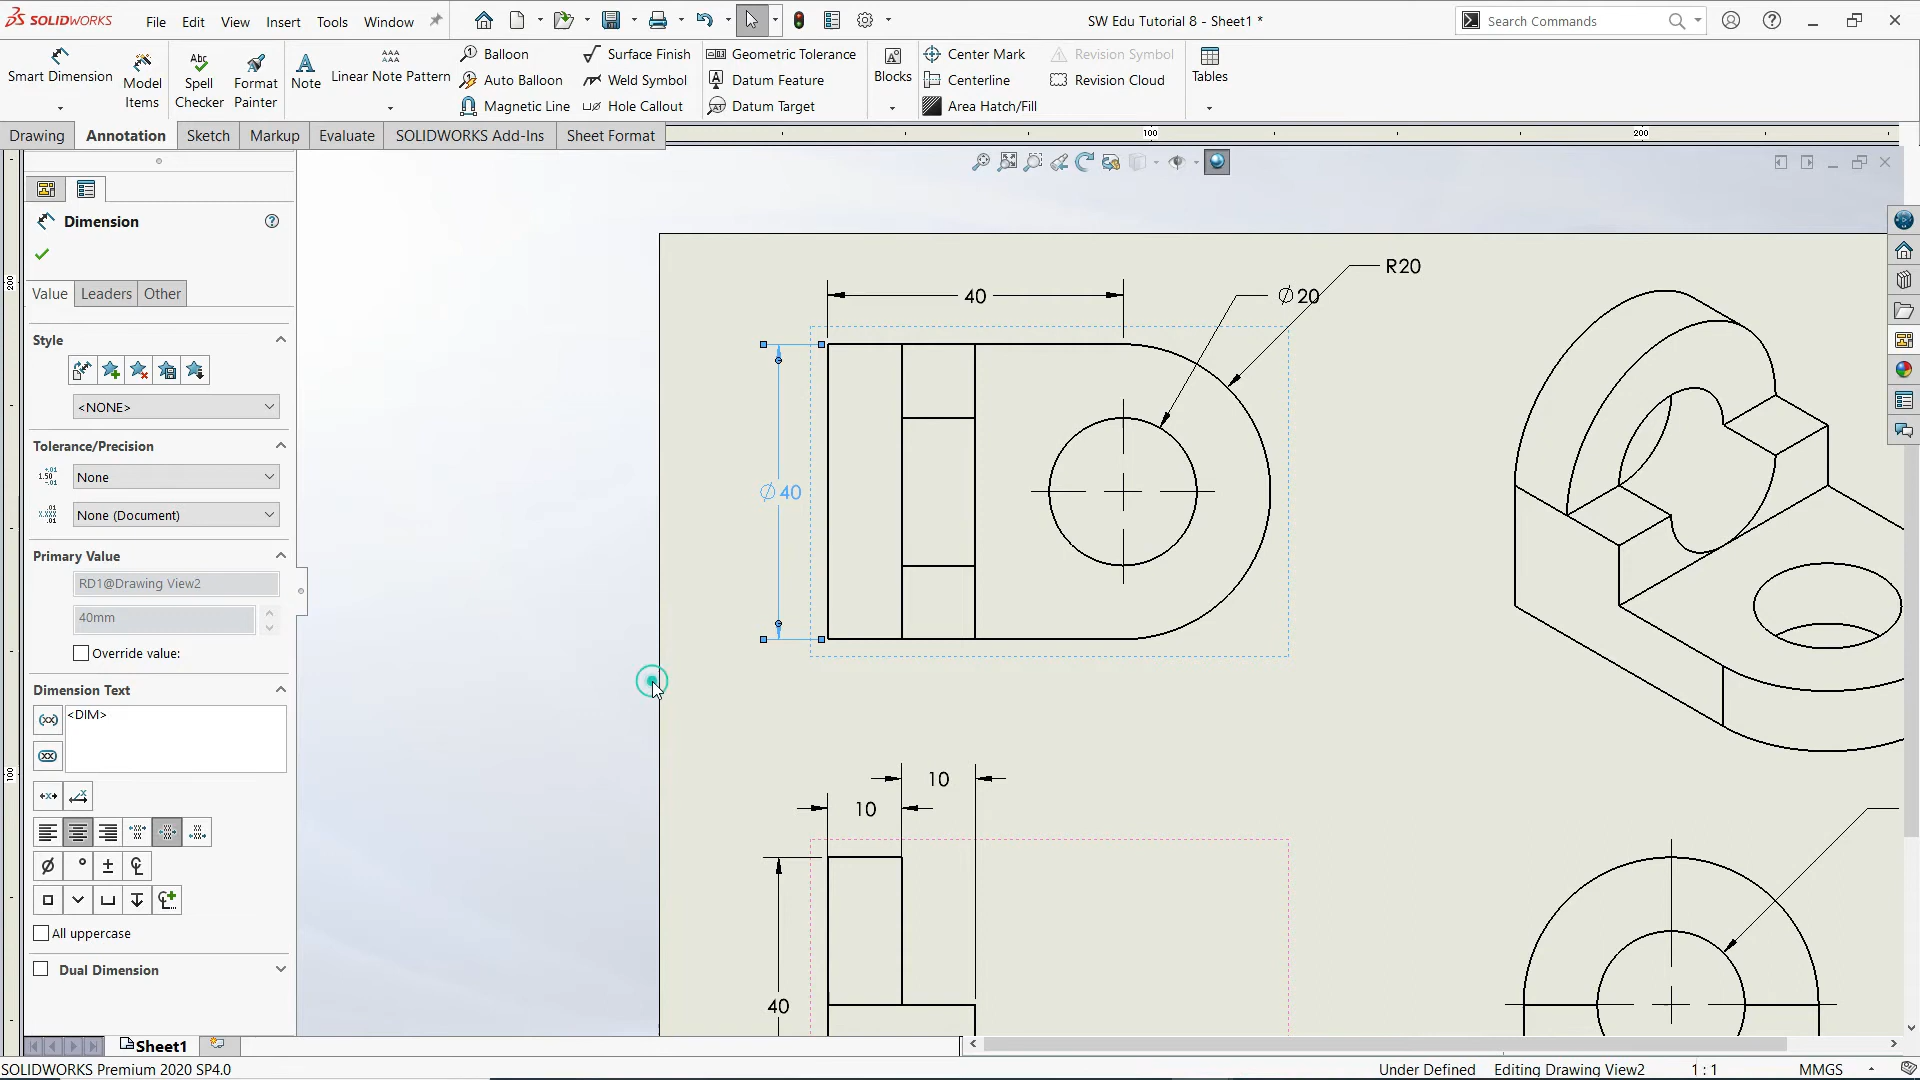 SOLIDWORKS File Edit View Insert Tools Window SW Edu Tutorial 8 - Sheet1 * Search Commands
Smart Dimension
Model Items
Spell Checker
Format Painter
Note
Linear Note Pattern
Balloon
Auto Balloon
Magnetic Line
Surface Finish
Weld Symbol
Hole Callout
Geometric Tolerance
Datum Feature
Datum Target
Blocks
Center Mark
Centerline
Area Hatch/Fill
Revision Symbol
Revision Cloud
Tables
Drawing Annotation Sketch Markup Evaluate SOLIDWORKS Add-Ins Sheet Format
100 200
Dimension
Value Leaders Other
Style
<NONE>
Tolerance/Precision
None
None (Document)
Primary Value
RD1@Drawing View2
40mm
Override value:
Dimension Text
<DIM>
All uppercase
Dual Dimension
200
100
R20
40
∅20
∅40
10
10
40
Sheet1
SOLIDWORKS Premium 2020 SP4.0 Under Defined Editing Drawing View2 1 : 1 MMGS